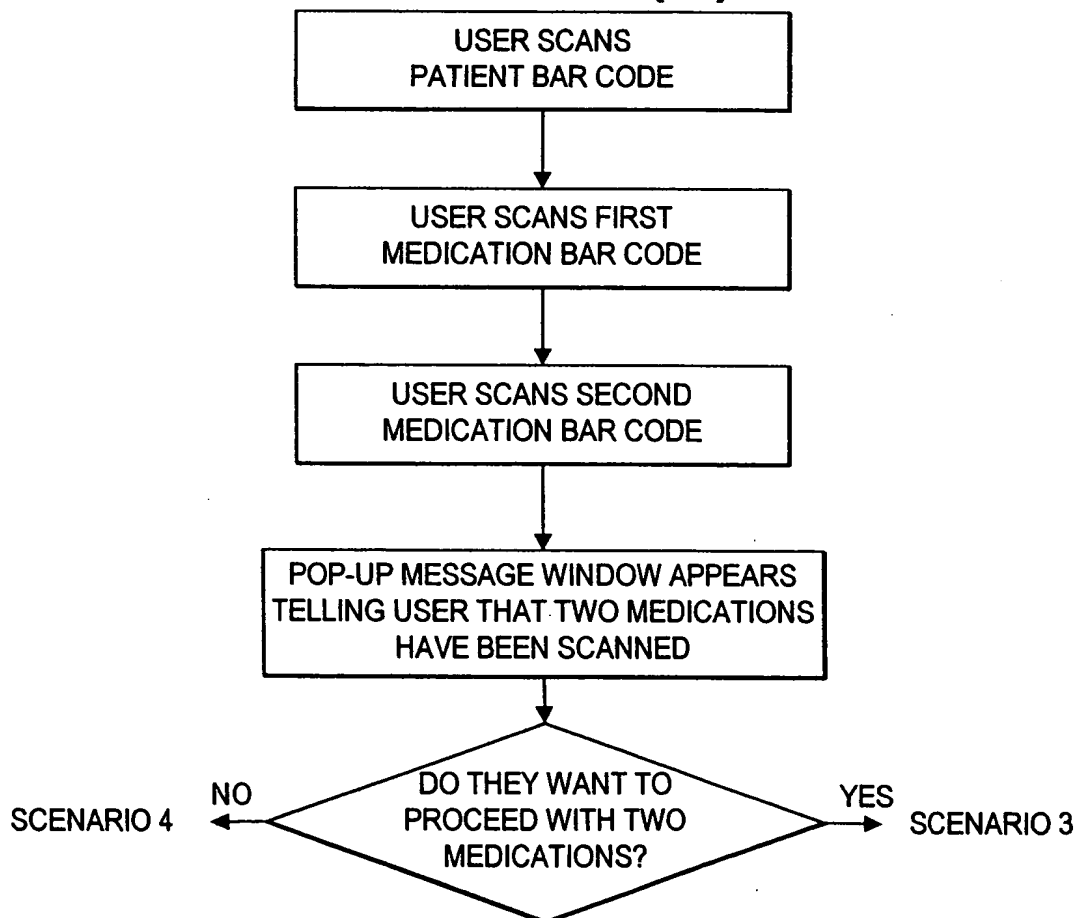 USER SCANS
PATIENT BAR CODE
USER SCANS FIRST
MEDICATION BAR CODE
USER SCANS SECOND
MEDICATION BAR CODE
POP-UP MESSAGE WINDOW APPEARS
TELLING USER THAT TWO MEDICATIONS
HAVE BEEN SCANNED
DO THEY WANT TO
PROCEED WITH TWO
MEDICATIONS?
NO
SCENARIO 4
YES
SCENARIO 3